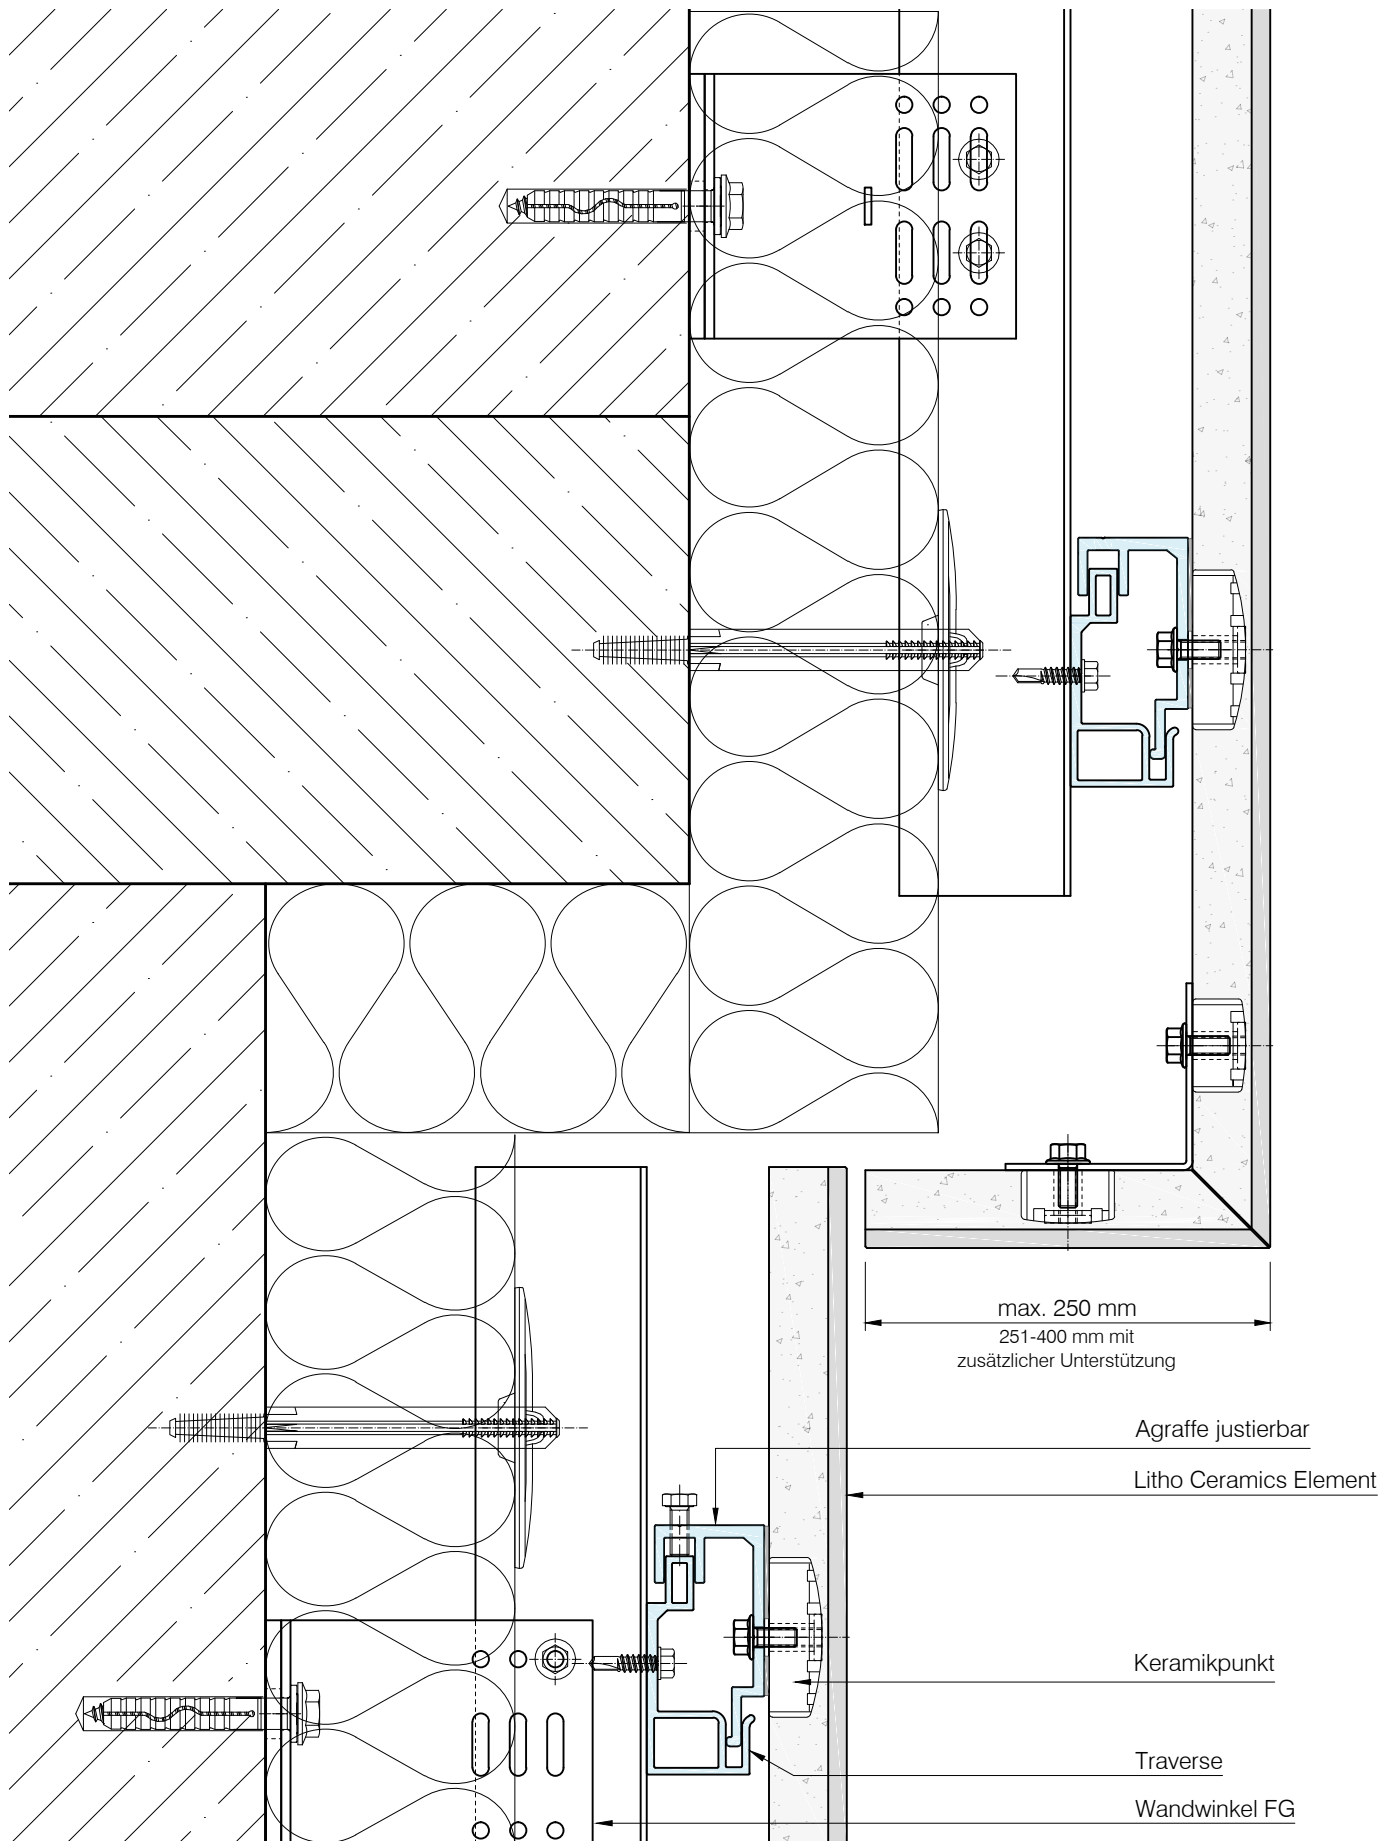 max. 250 mm
251-400 mm mit
zusätzlicher Unterstützung
Agraffe justierbar
Litho Ceramics Element
Keramikpunkt
Traverse
Wandwinkel FG